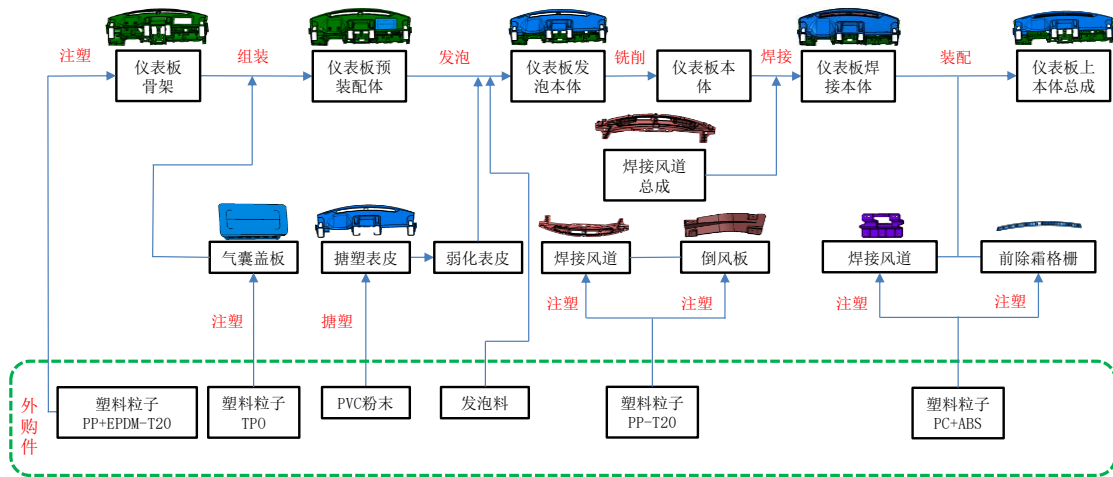 注塑
组装
发泡
铣削
焊接
装配
仪表板
骨架
仪表板预
装配体
仪表板发
泡本体
仪表板本
体
仪表板焊
接本体
仪表板上
本体总成
焊接风道
总成
气囊盖板
搪塑表皮
弱化表皮
焊接风道
倒风板
焊接风道
前除霜格栅
注塑
搪塑
注塑
注塑
注塑
注塑
外购件
塑料粒子
PP+EPDM-T20
塑料粒子
TPO
PVC粉末
发泡料
塑料粒子
PP-T20
塑料粒子
PC+ABS